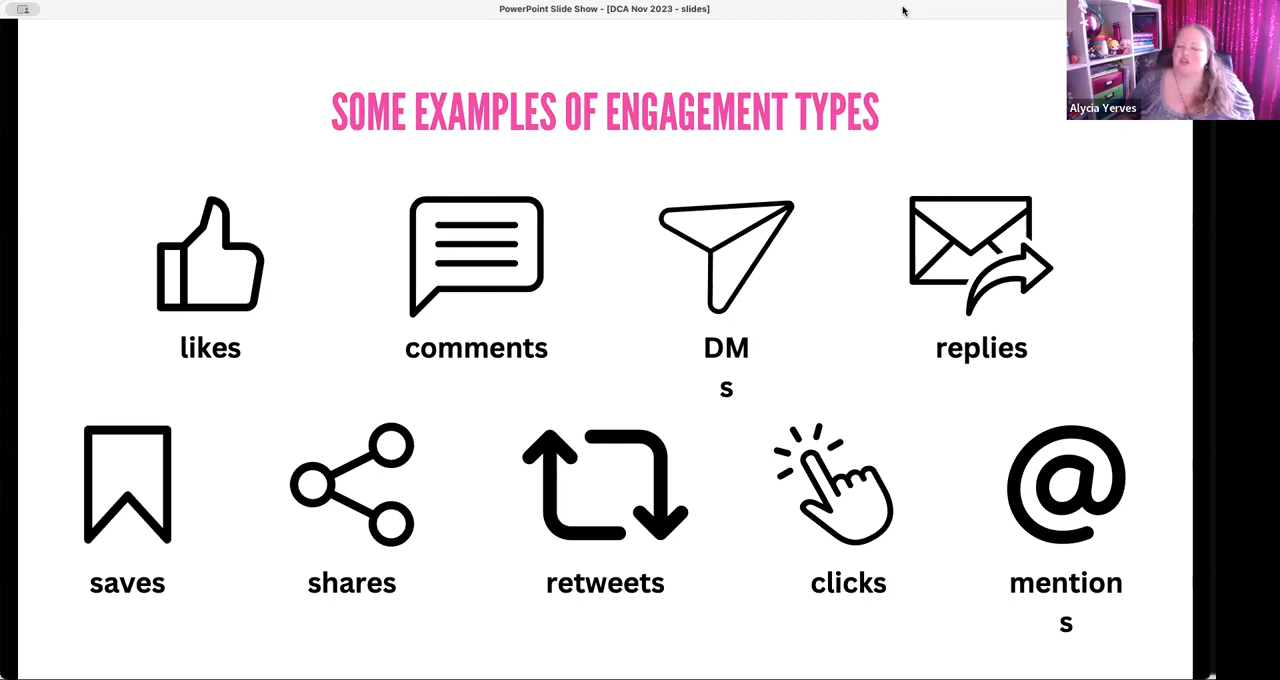 PowerPoint Slide Show - [DCA Nov 2023 - slides]
Alycia Yerves
SOME EXAMPLES OF ENGAGEMENT TYPES
likes
comments
DM
s
replies
saves
shares
retweets
clicks
@
mention
s